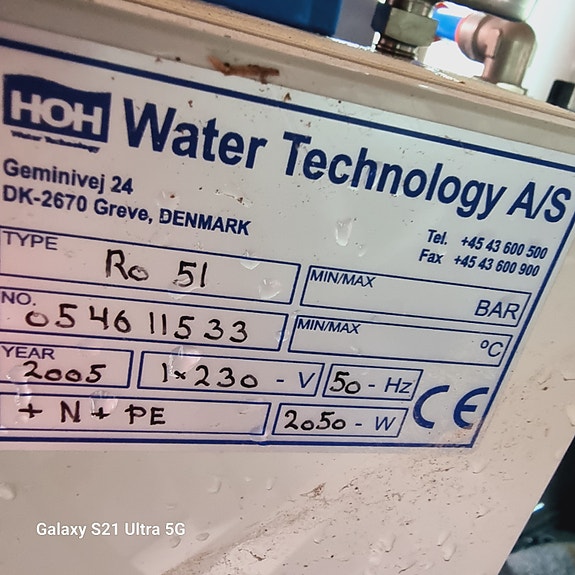 HOH
Water Technology
Water Technology A/S
Geminivej 24
DK-2670 Greve, DENMARK
Tel. +45 43 600 500
Fax +45 43 600 900
TYPE Ro 51
MIN/MAX BAR
NO. 054611533
MIN/MAX °C
YEAR 2005
1x230 - V
50 - Hz
CE
+ N + PE
2050 - W
Galaxy S21 Ultra 5G